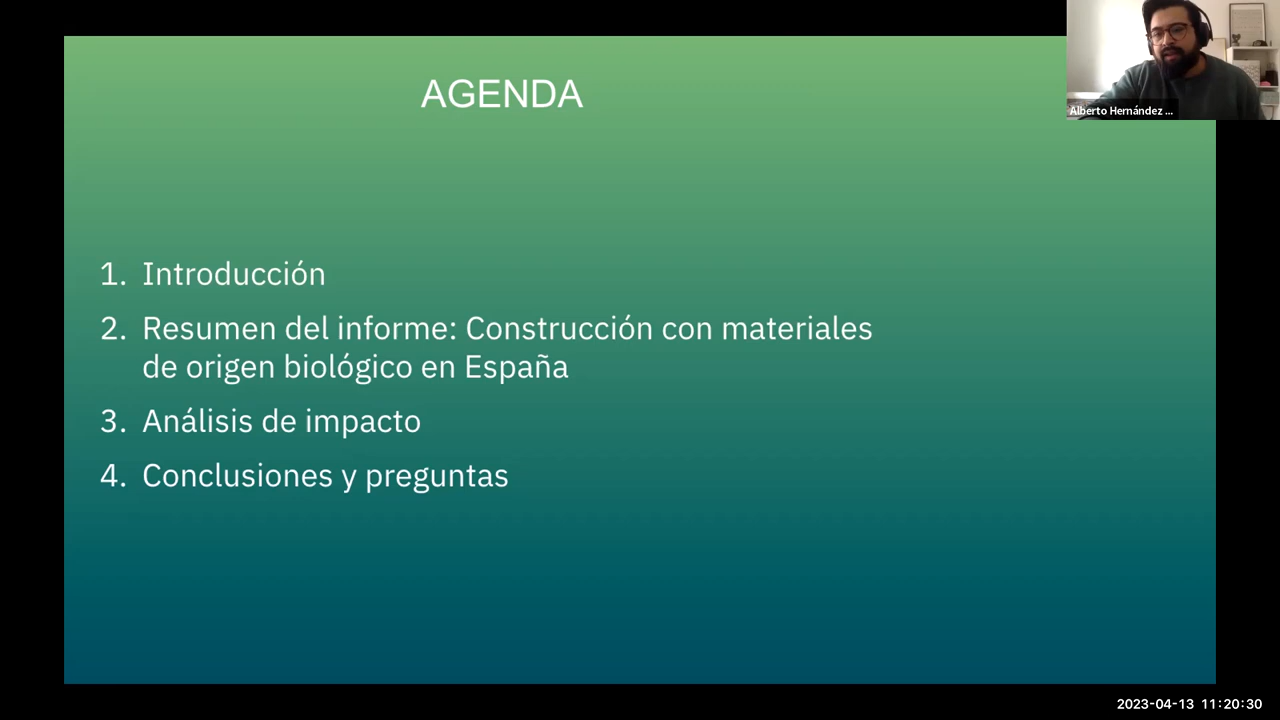 AGENDA
Alberto Hernández ...
1. Introducción
2. Resumen del informe: Construcción con materiales
de origen biológico en España
3. Análisis de impacto
4. Conclusiones y preguntas
2023-04-13 11:20:30